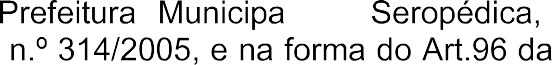 Prefeitura Municipa Seropédica,
n.º 314/2005, e na forma do Art.96 da